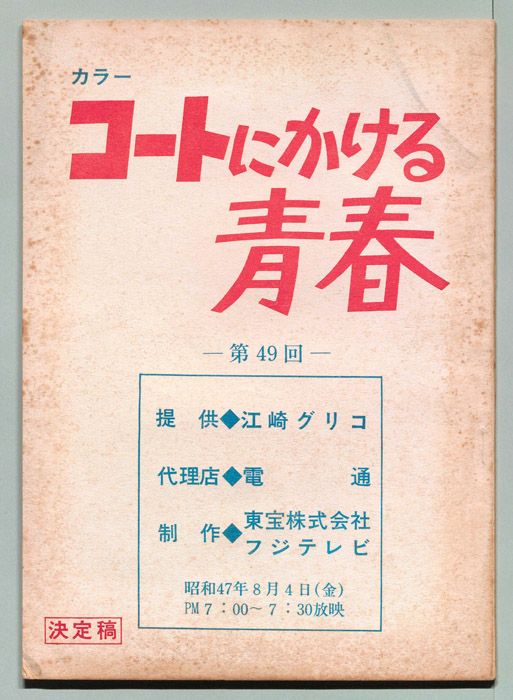 カラー
コートにかける
青春
―第49回―
提供◆江崎グリコ
代理店◆電通
制作◆東宝株式会社
フジテレビ
昭和47年8月4日(金)
PM7:00～7:30放映
決定稿